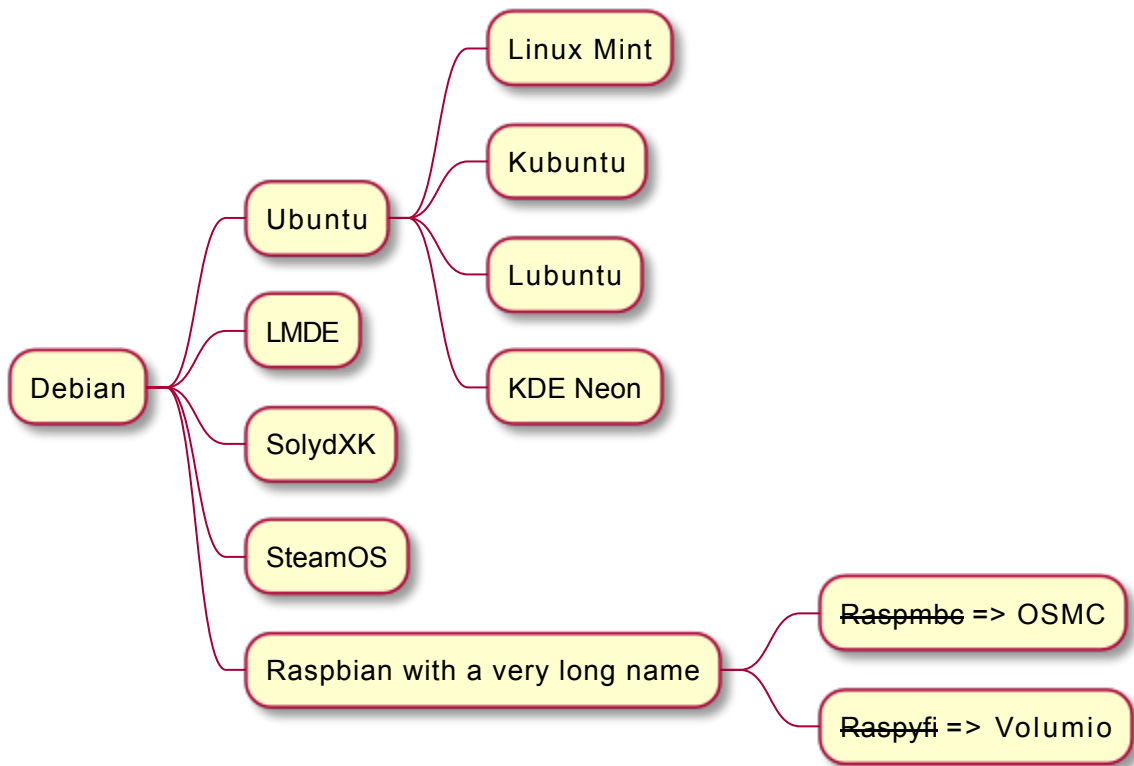 Debian
Ubuntu
Linux Mint
Kubuntu
Lubuntu
KDE Neon
LMDE
SolydXK
SteamOS
Raspbian with a very long name
Raspmbc => OSMC
Raspyfi => Volumio